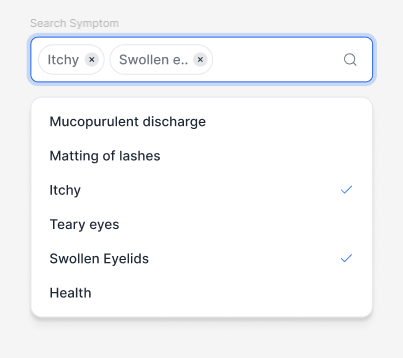 Search Symptom
Itchy Swollen e..
Mucopurulent discharge
Matting of lashes
Itchy
Teary eyes
Swollen Eyelids
Health